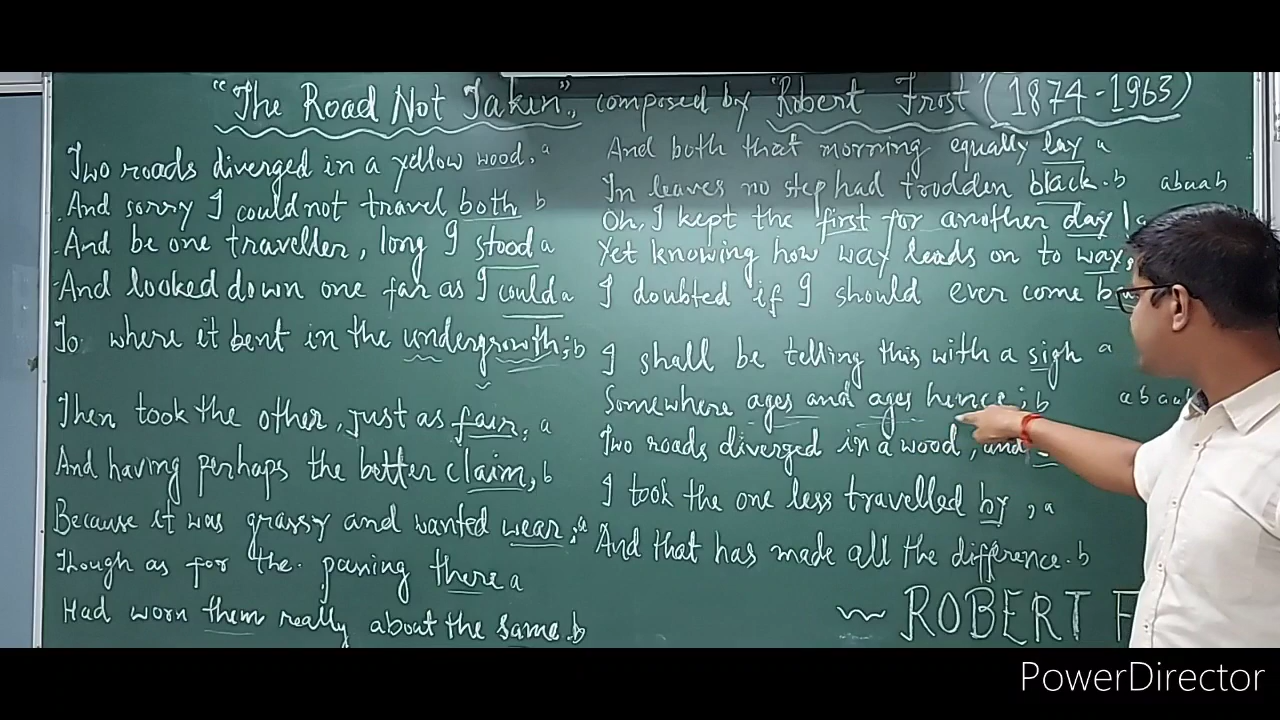 "The Road Not Taken", composed by "Robert Frost" (1874-1963)
Two roads diverged in a yellow wood, a
And sorry I could not travel both b
And be one traveller, long I stood a
And looked down one far as I could a
To where it bent in the undergrowth; b
Then took the other, just as fair, a
And having perhaps the better claim, b
Because it was grassy and wanted wear; a
Though as for the passing there a
Had worn them really about the same. b
And both that morning equally lay a
In leaves no step had trodden black. b abaab
Oh, I kept the first for another day! a
Yet knowing how way leads on to way,
I doubted if I should ever come
I shall be telling this with a sigh a
Somewhere ages and ages hence; b abaab
Two roads diverged in a wood, and
I took the one less travelled by, a
And that has made all the difference. b
~ ROBERT F
PowerDirector